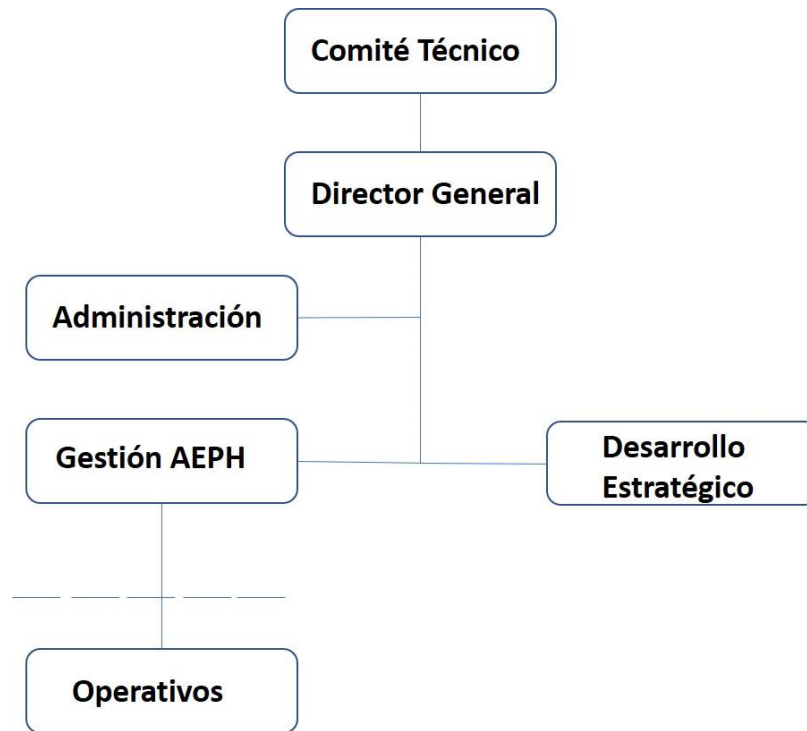 Comité Técnico
Director General
Administración
Gestión AEPH
Desarrollo
Estratégico
Operativos